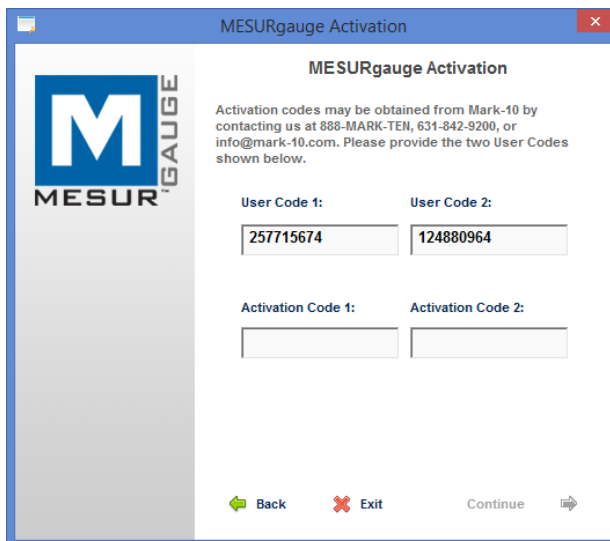 MESURgauge Activation
MESURgauge Activation
M
GAUGE
MESUR™
Activation codes may be obtained from Mark-10 by
contacting us at 888-MARK-TEN, 631-842-9200, or
info@mark-10.com. Please provide the two User Codes
shown below.
User Code 1: User Code 2:
257715674 124880964
Activation Code 1: Activation Code 2:
Back Exit Continue